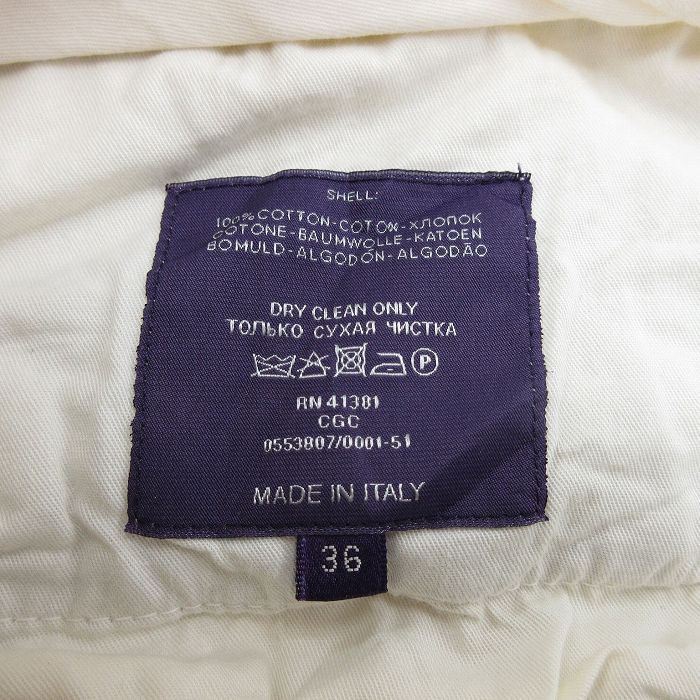 SHELL:
100% COTTON-COTON-ХЛОПОК
COTONE-BAUMWOLLE-KATOEN
BOMULD-ALGODÓN-ALGODÃO
DRY CLEAN ONLY
ТОЛЬКО СУХАЯ ЧИСТКА
P
RN 41381
CGC
0553807/0001-51
MADE IN ITALY
36